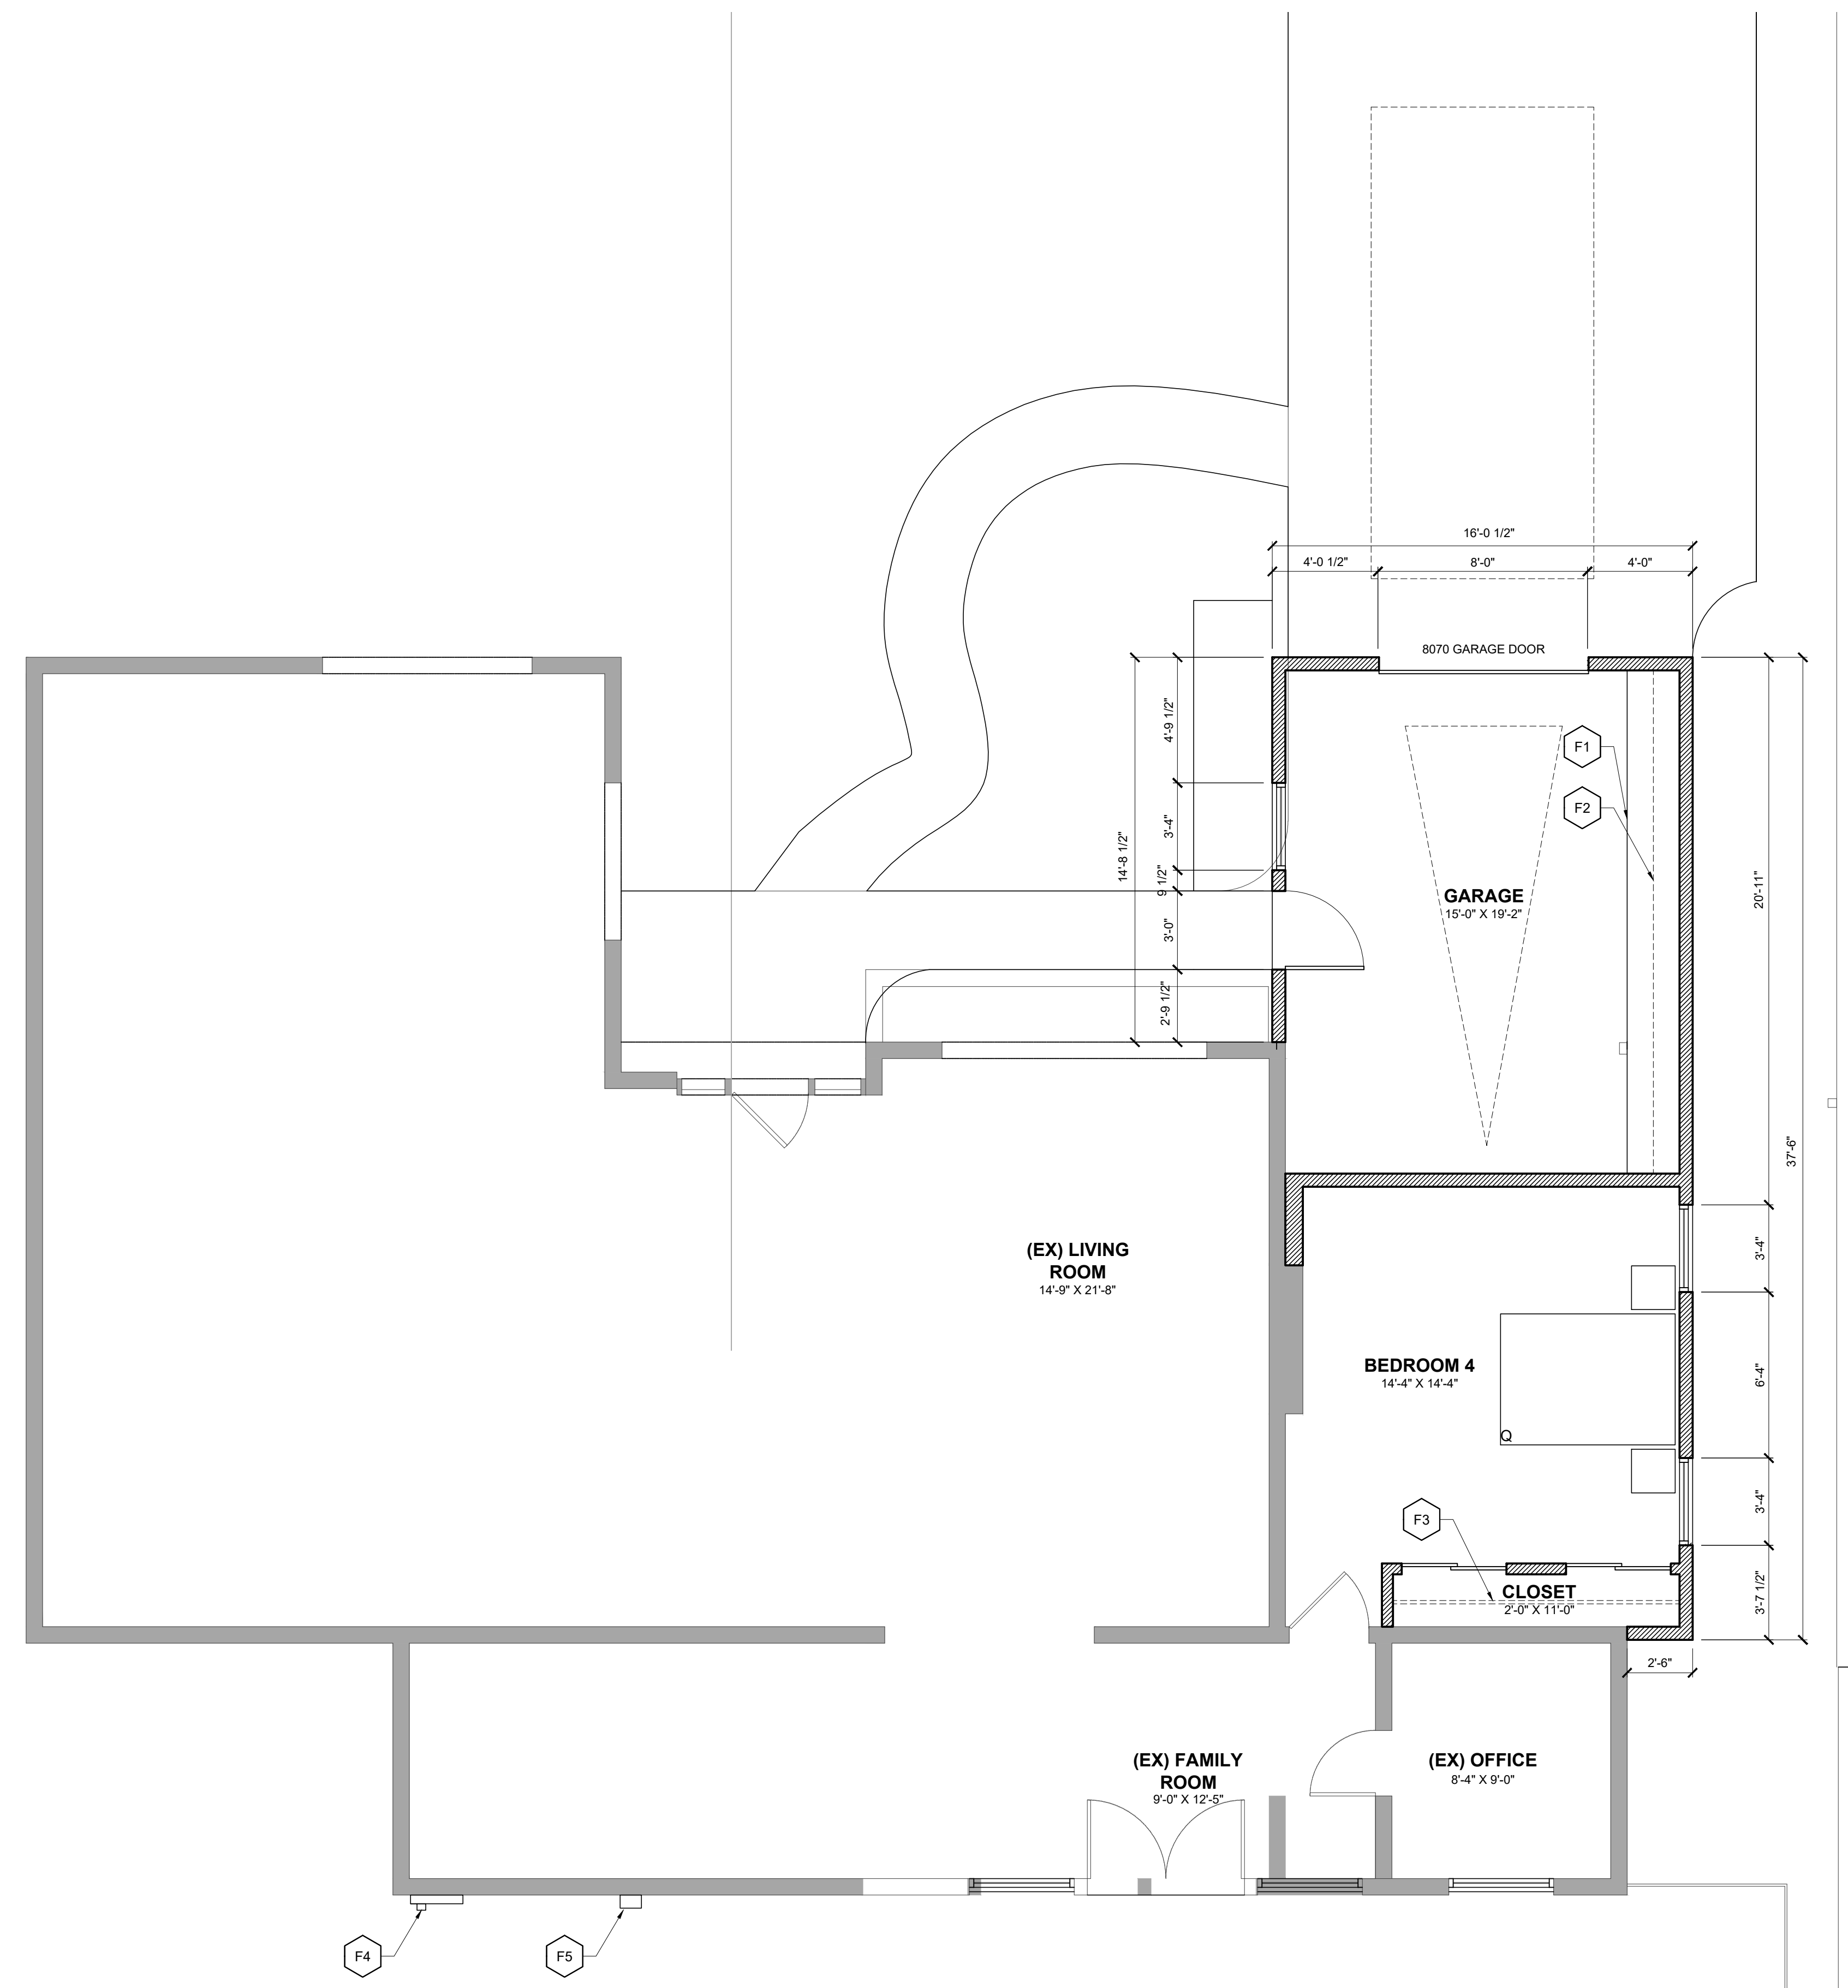 16'-0 1/2"
4'-0 1/2"
8'-0"
4'-0"
8070 GARAGE DOOR
4'-9 1/2"
3'-4"
14'-8 1/2"
9 1/2"
3'-0"
2'-9 1/2"
F1
F2
GARAGE
15'-0" X 19'-2"
20'-11"
37'-6"
(EX) LIVING
ROOM
14'-9" X 21'-8"
3'-4"
BEDROOM 4
14'-4" X 14'-4"
6'-4"
Q
3'-4"
F3
CLOSET
2'-0" X 11'-0"
3'-7 1/2"
2'-6"
(EX) FAMILY
ROOM
9'-0" X 12'-5"
(EX) OFFICE
8'-4" X 9'-0"
F4
F5